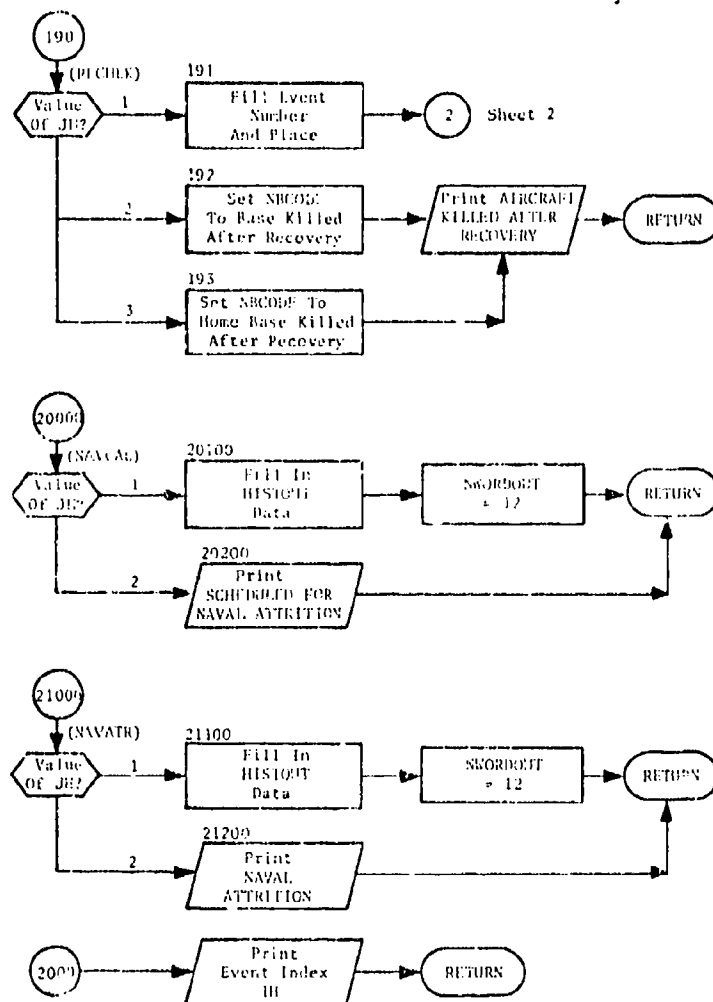 190
191
Fill Event
Number
And Place
Value
Of JH?
1
2
Sheet 2
192
Set NBCODE
To Base Killed
After Recovery
2
Print AIRCRAFT
KILLED AFTER
RECOVERY
RETURN
193
Set NBCODE To
Home Base Killed
After Recovery
3
20000
Value
Of JH?
1
20100
Fill In
HISTOUT
Data
NWORDOUT
= 12
RETURN
2
20200
Print
SCHEDULED FOR
NAVAL ATTRITION
21000
(NAVATR)
Value
Of JH?
1
21100
Fill In
HISTOUT
Data
NWORDOUT
= 12
RETURN
2
21200
Print
NAVAL
ATTRITION
2000
Print
Event Index
RETURN